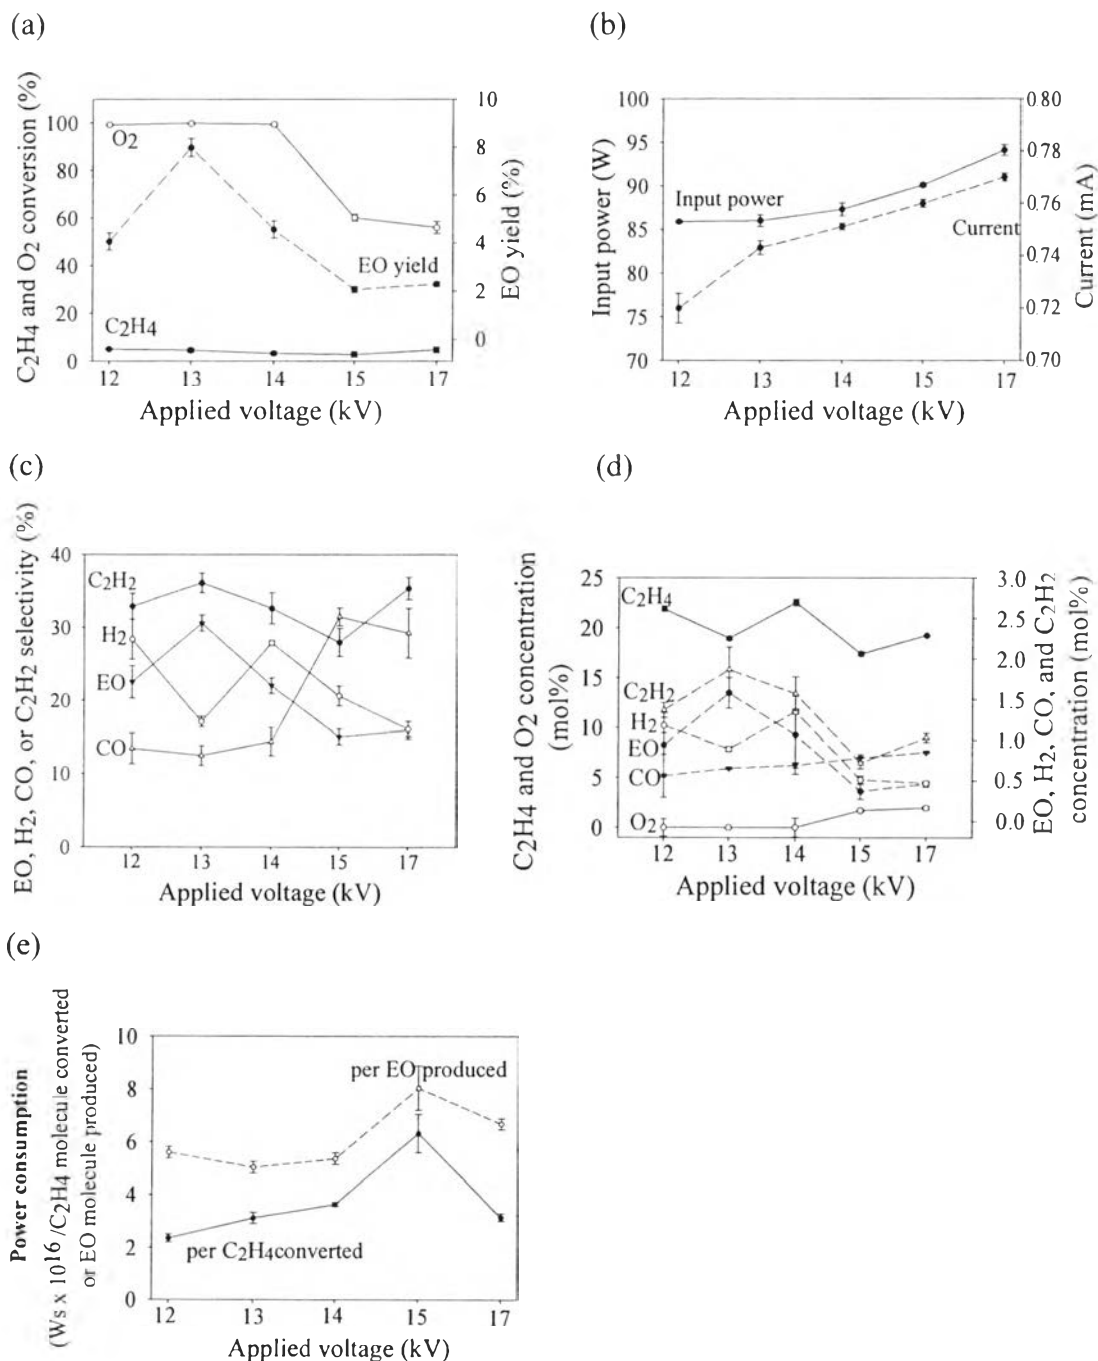 (a)
C2H4 and O2 conversion (%)
100
80
60
40
20
0
O2
EO yield
C2H4
10
8
6
4
2
0
EO yield (%)
12 13 14 15 17
Applied voltage (kV)
(b)
Input power (W)
100
95
90
85
80
75
70
Input power
Current
0.80
0.78
0.76
0.74
0.72
0.70
Current (mA)
12 13 14 15 17
Applied voltage (kV)
(c)
EO, H2, CO, or C2H2 selectivity (%)
40
30
20
10
0
C2H2
H2
EO
CO
12 13 14 15 17
Applied voltage (kV)
(d)
C2H4 and O2 concentration
(mol%)
25
20
15
10
5
0
C2H4
C2H2
H2
EO
CO
O2
3.0
2.5
2.0
1.5
1.0
0.5
0.0
EO, H2, CO, and C2H2
concentration (mol%)
12 13 14 15 17
Applied voltage (kV)
(e)
Power consumption
(Ws x 10^16 /C2H4 molecule converted
or EO molecule produced)
10
8
6
4
2
0
per EO produced
per C2H4converted
12 13 14 15 17
Applied voltage (kV)